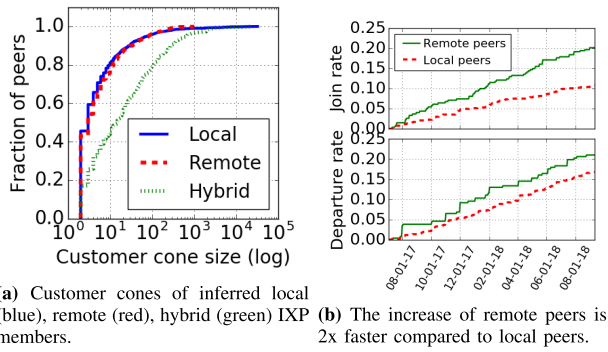 1.0
0.8
0.6
0.4
0.2
0.0
Fraction of peers
Local
Remote
Hybrid
10^0 10^1 10^2 10^3 10^4 10^5
Customer cone size (log)
(a) Customer cones of inferred local
(blue), remote (red), hybrid (green) IXP
members.
0.25
0.20
0.15
0.10
0.05
0.00
Join rate
Remote peers
Local peers
0.25
0.20
0.15
0.10
0.05
0.00
Departure rate
08-01-17
10-01-17
12-01-17
02-01-18
04-01-18
06-01-18
08-01-18
(b) The increase of remote peers is
2x faster compared to local peers.